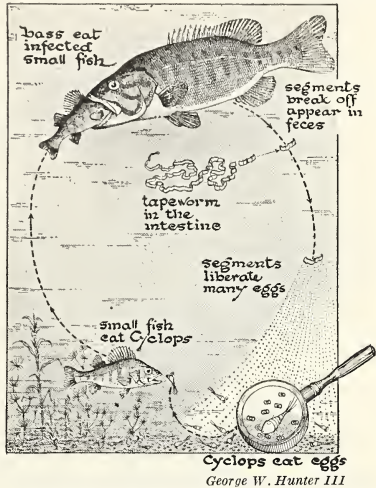 bass eat
infected
small fish
segments
break off
appear in
feces
tapeworm
in the
intestine
segments
liberate
many eggs
small fish
eat Cyclops
Cyclops eat eggs
George W. Hunter III